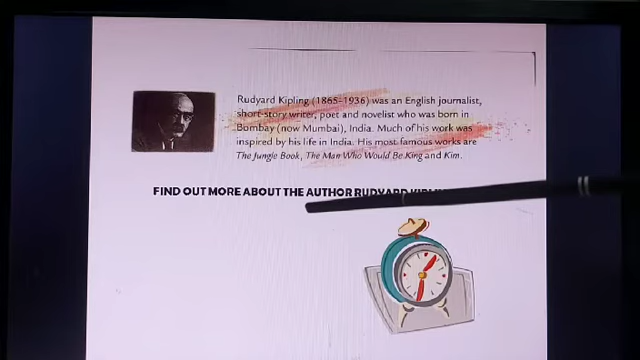 Rudyard Kipling (1865-1936) was an English journalist,
short-story writer, poet and novelist who was born in
Bombay (now Mumbai), India. Much of his work was
inspired by his life in India. His most famous works are
The Jungle Book, The Man Who Would Be King and Kim.
FIND OUT MORE ABOUT THE AUTHOR RUDYARD